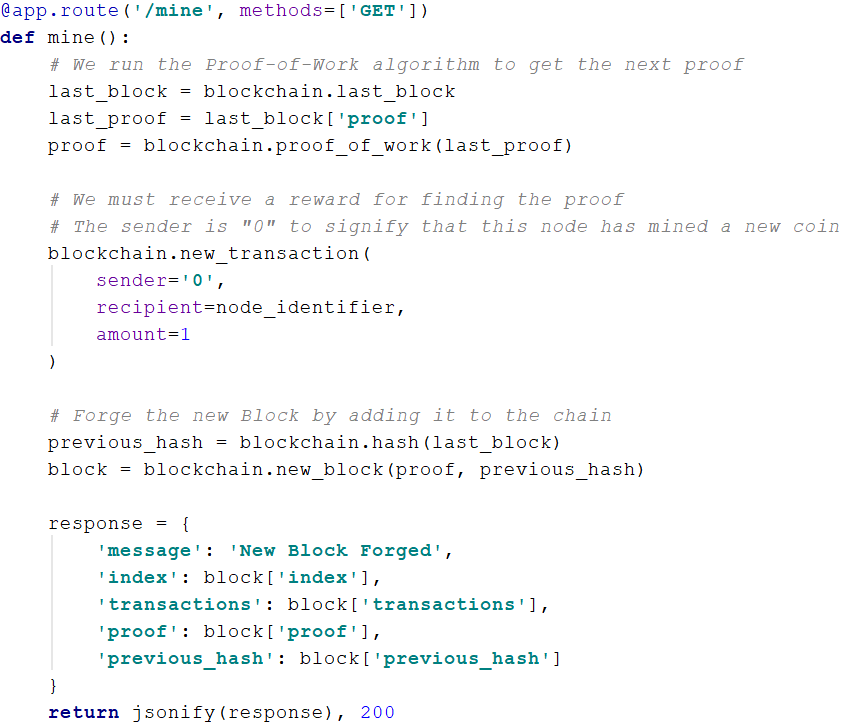 @app.route('/mine', methods=['GET'])
def mine():
    # We run the Proof-of-Work algorithm to get the next proof
    last_block = blockchain.last_block
    last_proof = last_block['proof']
    proof = blockchain.proof_of_work(last_proof)

    # We must receive a reward for finding the proof
    # The sender is "0" to signify that this node has mined a new coin
    blockchain.new_transaction(
        sender='0',
        recipient=node_identifier,
        amount=1
    )

    # Forge the new Block by adding it to the chain
    previous_hash = blockchain.hash(last_block)
    block = blockchain.new_block(proof, previous_hash)

    response = {
        'message': 'New Block Forged',
        'index': block['index'],
        'transactions': block['transactions'],
        'proof': block['proof'],
        'previous_hash': block['previous_hash']
    }
    return jsonify(response), 200